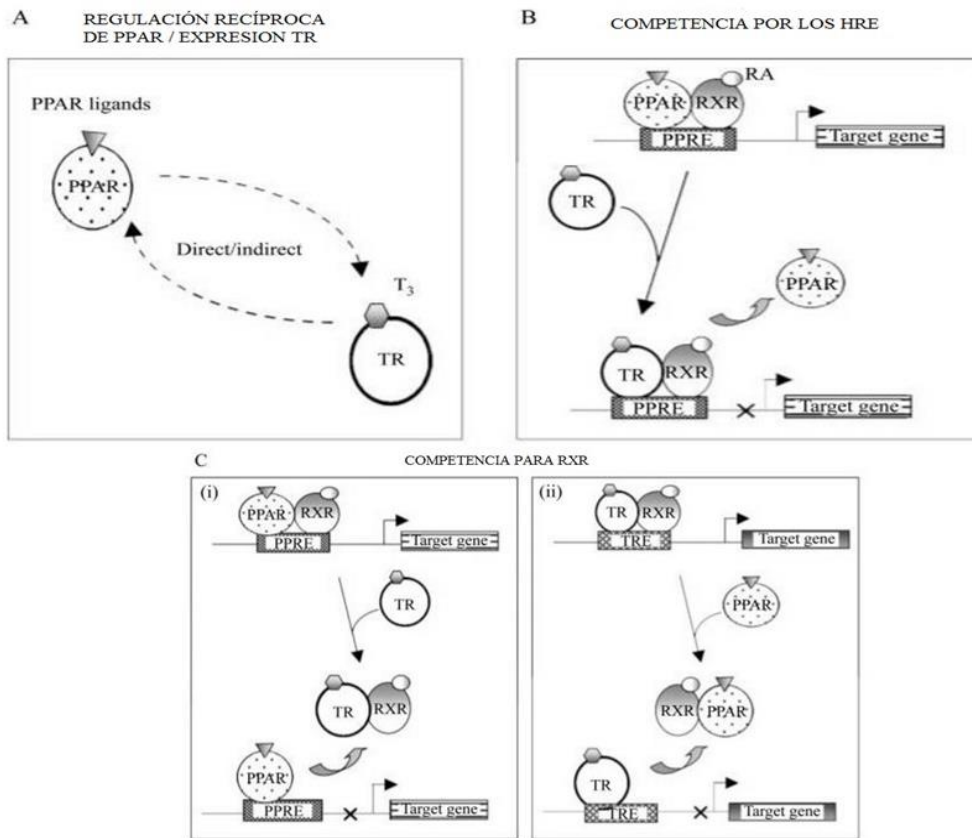 A
REGULACIÓN RECÍPROCA
DE PPAR / EXPRESION TR
PPAR ligands
PPAR
Direct/indirect
T3
TR
B
COMPETENCIA POR LOS HRE
RA
PPAR RXR
PPRE
Target gene
TR
PPAR
TR RXR
PPRE
Target gene
C
COMPETENCIA PARA RXR
(i)
PPAR RXR
PPRE
Target gene
TR
TR RXR
PPAR
PPRE
Target gene
(ii)
TR RXR
TRE
Target gene
PPAR
RXR PPAR
TR
TRE
Target gene